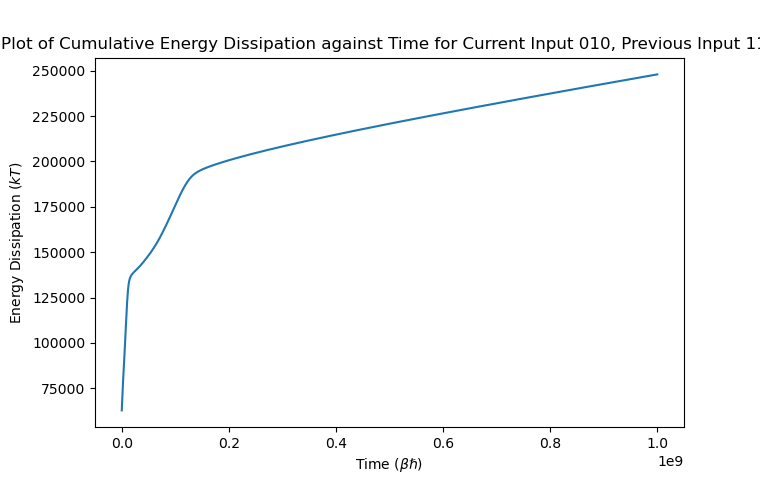 Plot of Cumulative Energy Dissipation against Time for Current Input 010, Previous Input 11
250000
225000
200000
175000
150000
125000
100000
75000
Energy Dissipation (kT)
0.0 0.2 0.4 0.6 0.8 1.0
1e9
Time (βℏ)